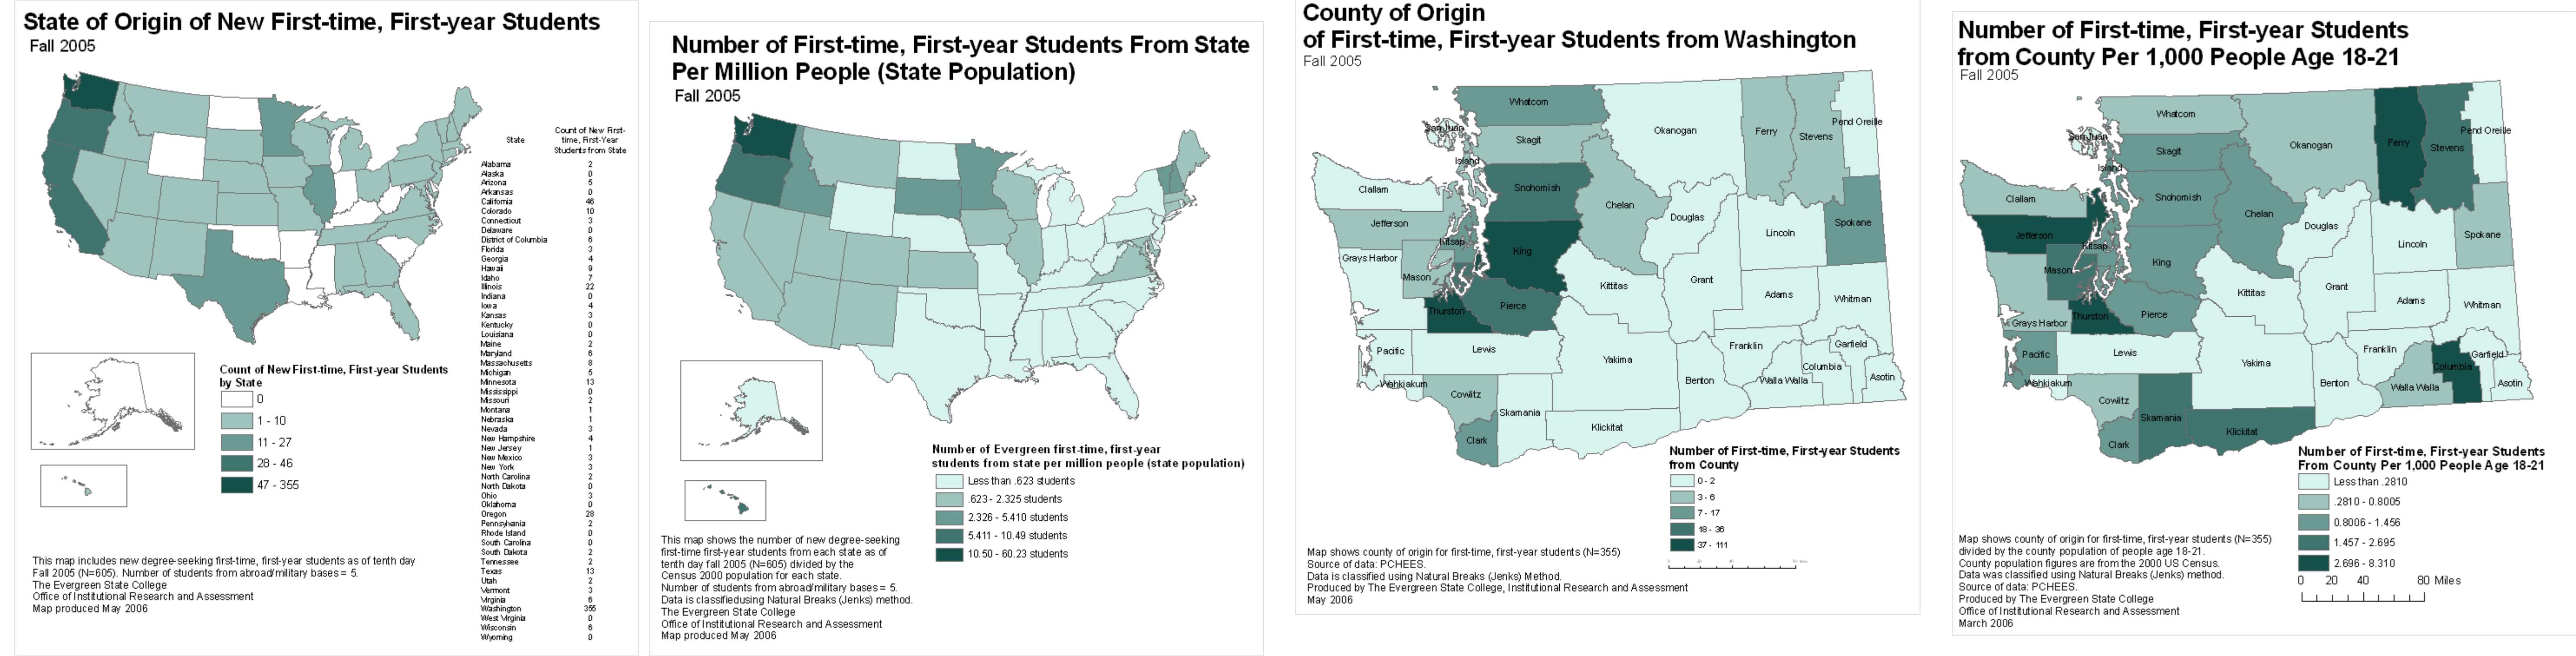 State of Origin of New First-time, First-year Students
Fall 2005
State
Count of New First-
time, First-Year
Students from State
Alabama 2
Alaska 0
Arizona 5
Arkansas 0
California 46
Colorado 10
Connecticut 3
Delaware 0
District of Columbia 6
Florida 3
Georgia 4
Hawaii 9
Idaho 7
Illinois 22
Indiana 0
Iowa 4
Kansas 3
Kentucky 0
Louisiana 0
Maine 2
Maryland 6
Massachusetts 8
Michigan 5
Minnesota 13
Mississippi 0
Missouri 2
Montana 1
Nebraska 1
Nevada 3
New Hampshire 4
New Jersey 1
New Mexico 3
New York 3
North Carolina 2
North Dakota 0
Ohio 3
Oklahoma 0
Oregon 28
Pennsylvania 2
Rhode Island 0
South Carolina 0
South Dakota 2
Tennessee 2
Texas 13
Utah 2
Vermont 3
Virginia 6
Washington 355
West Virginia 0
Wisconsin 6
Wyoming 0
Count of New First-time, First-year Students
by State
0
1 - 10
11 - 27
28 - 46
47 - 355
This map includes new degree-seeking first-time, first-year students as of tenth day
Fall 2005 (N=605). Number of students from abroad/military bases = 5.
The Evergreen State College
Office of Institutional Research and Assessment
Map produced May 2006
Number of First-time, First-year Students From State
Per Million People (State Population)
Fall 2005
Number of Evergreen first-time, first-year
students from state per million people (state population)
Less than .623 students
.623 - 2.325 students
2.326 - 5.410 students
5.411 - 10.49 students
10.50 - 60.23 students
This map shows the number of new degree-seeking
first-time first-year students from each state as of
tenth day fall 2005 (N=605) divided by the
Census 2000 population for each state.
Number of students from abroad/military bases = 5.
Data is classifiedusing Natural Breaks (Jenks) method.
The Evergreen State College
Office of Institutional Research and Assessment
Map produced May 2006
County of Origin
of First-time, First-year Students from Washington
Fall 2005
Whatcom
San Juan
Skagit
Island
Okanogan
Ferry
Stevens
Pend Oreille
Clallam
Snohomish
Chelan
Jefferson
Kitsap
King
Douglas
Lincoln
Spokane
Grays Harbor
Mason
Kittitas
Grant
Adams
Whitman
Thurston
Pierce
Pacific
Lewis
Yakima
Franklin
Garfield
Columbia
Wahkiakum
Cowlitz
Benton
Walla Walla
Asotin
Skamania
Clark
Klickitat
Number of First-time, First-year Students
from County
0 - 2
3 - 6
7 - 17
18 - 36
37 - 111
Map shows county of origin for first-time, first-year students (N=355)
Source of data: PCHEES.
Data is classified using Natural Breaks (Jenks) Method.
Produced by The Evergreen State College, Institutional Research and Assessment
May 2006
Number of First-time, First-year Students
from County Per 1,000 People Age 18-21
Fall 2005
Whatcom
San Juan
Skagit
Island
Okanogan
Ferry
Stevens
Pend Oreille
Clallam
Snohomish
Chelan
Jefferson
Kitsap
King
Douglas
Lincoln
Spokane
Mason
Grays Harbor
Kittitas
Grant
Adams
Whitman
Thurston
Pierce
Pacific
Lewis
Yakima
Franklin
Garfield
Columbia
Wahkiakum
Cowlitz
Benton
Walla Walla
Asotin
Skamania
Clark
Klickitat
Number of First-time, First-year Students
From County Per 1,000 People Age 18-21
Less than .2810
.2810 - 0.8005
0.8006 - 1.456
1.457 - 2.695
2.696 - 8.310
0 20 40 80 Miles
Map shows county of origin for first-time, first-year students (N=355)
divided by the county population of people age 18-21.
County population figures are from the 2000 US Census.
Data was classified using Natural Breaks (Jenks) method.
Source of data: PCHEES.
Produced by The Evergreen State College
Office of Institutional Research and Assessment
March 2006